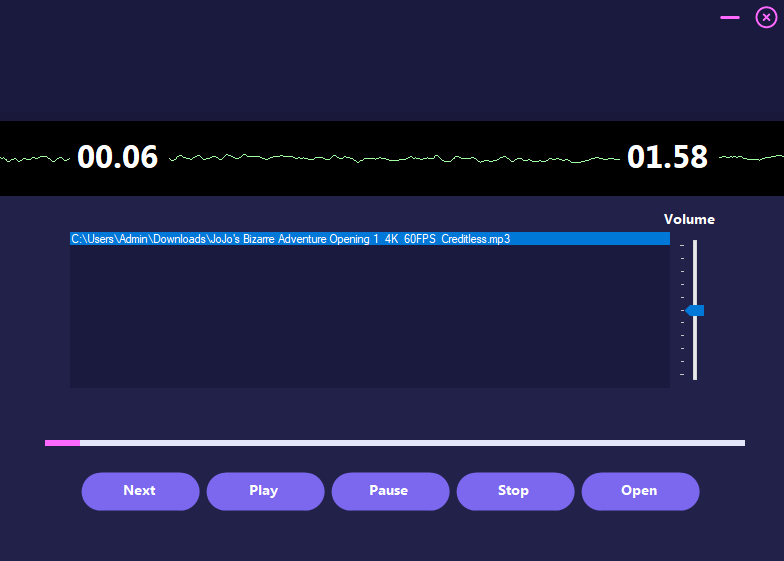 00.06
01.58
Volume
C:\Users\Admin\Downloads\JoJo's Bizarre Adventure Opening 1  4K  60FPS  Creditless.mp3
Next
Play
Pause
Stop
Open